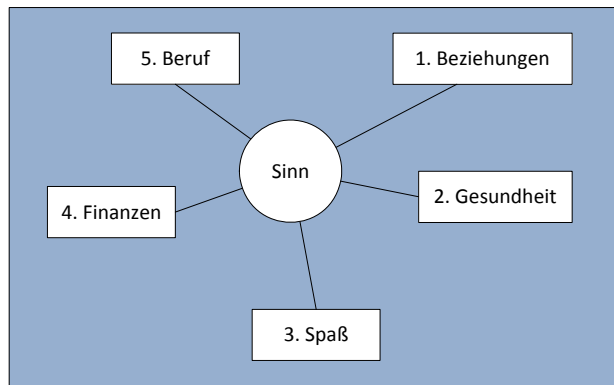 5. Beruf
1. Beziehungen
Sinn
2. Gesundheit
4. Finanzen
3. Spaß